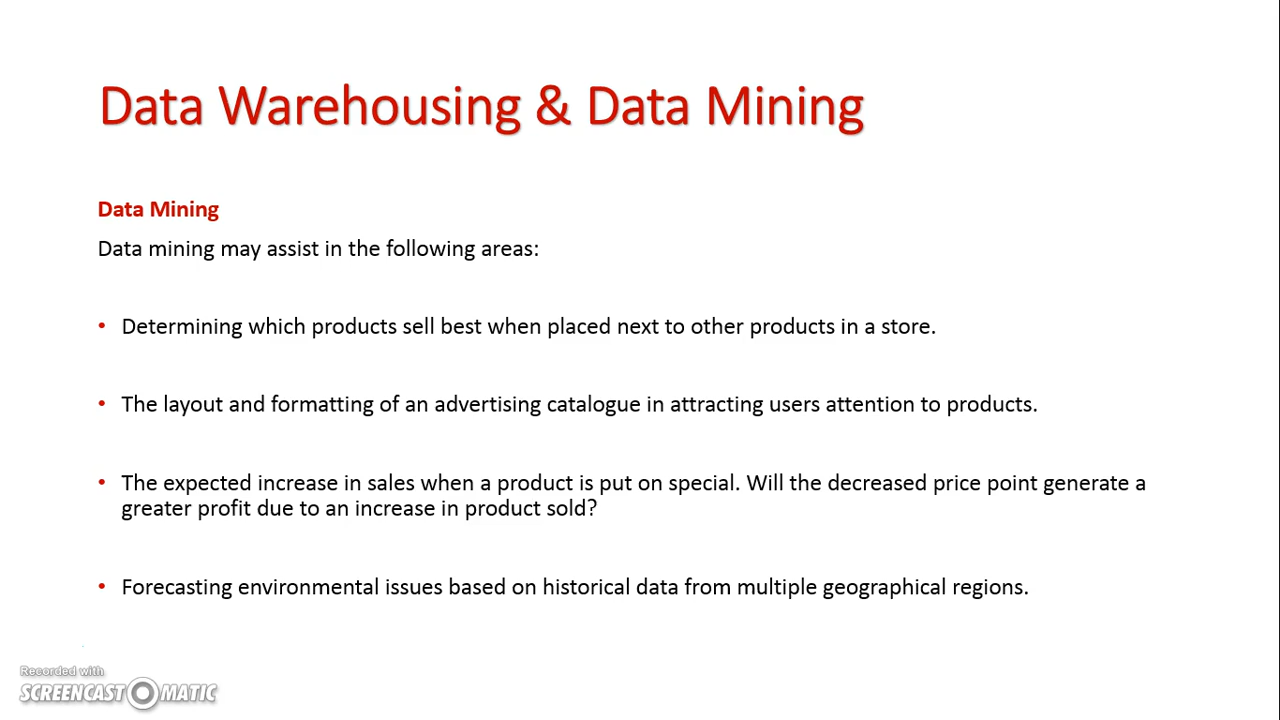 Data Warehousing & Data Mining
Data Mining
Data mining may assist in the following areas:
• Determining which products sell best when placed next to other products in a store.
• The layout and formatting of an advertising catalogue in attracting users attention to products.
• The expected increase in sales when a product is put on special. Will the decreased price point generate a
greater profit due to an increase in product sold?
• Forecasting environmental issues based on historical data from multiple geographical regions.
Recorded with
SCREENCAST MATIC